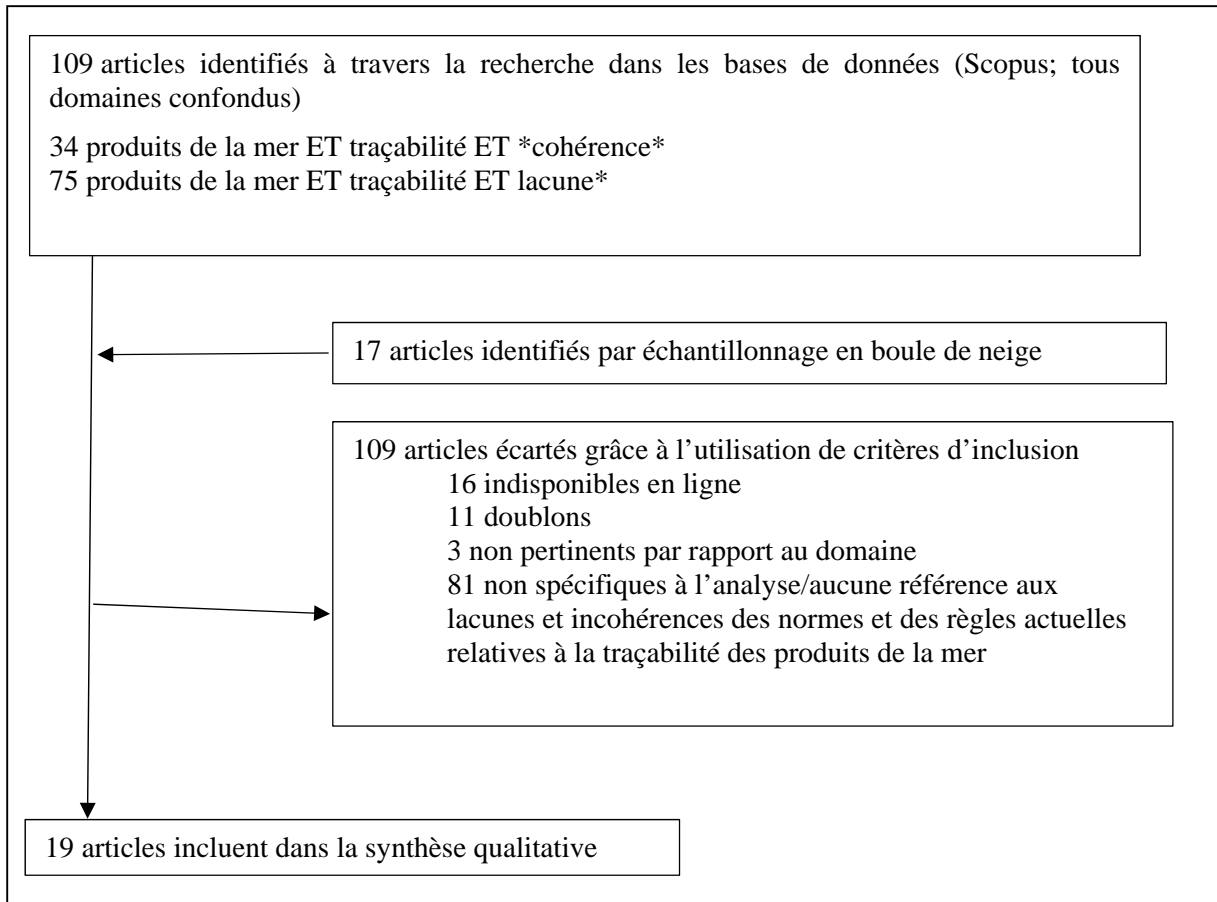 109 articles identifiés à travers la recherche dans les bases de données (Scopus; tous
domaines confondus)
34 produits de la mer ET traçabilité ET *cohérence*
75 produits de la mer ET traçabilité ET lacune*
17 articles identifiés par échantillonnage en boule de neige
109 articles écartés grâce à l’utilisation de critères d’inclusion
16 indisponibles en ligne
11 doublons
3 non pertinents par rapport au domaine
81 non spécifiques à l’analyse/aucune référence aux
lacunes et incohérences des normes et des règles actuelles
relatives à la traçabilité des produits de la mer
19 articles incluent dans la synthèse qualitative